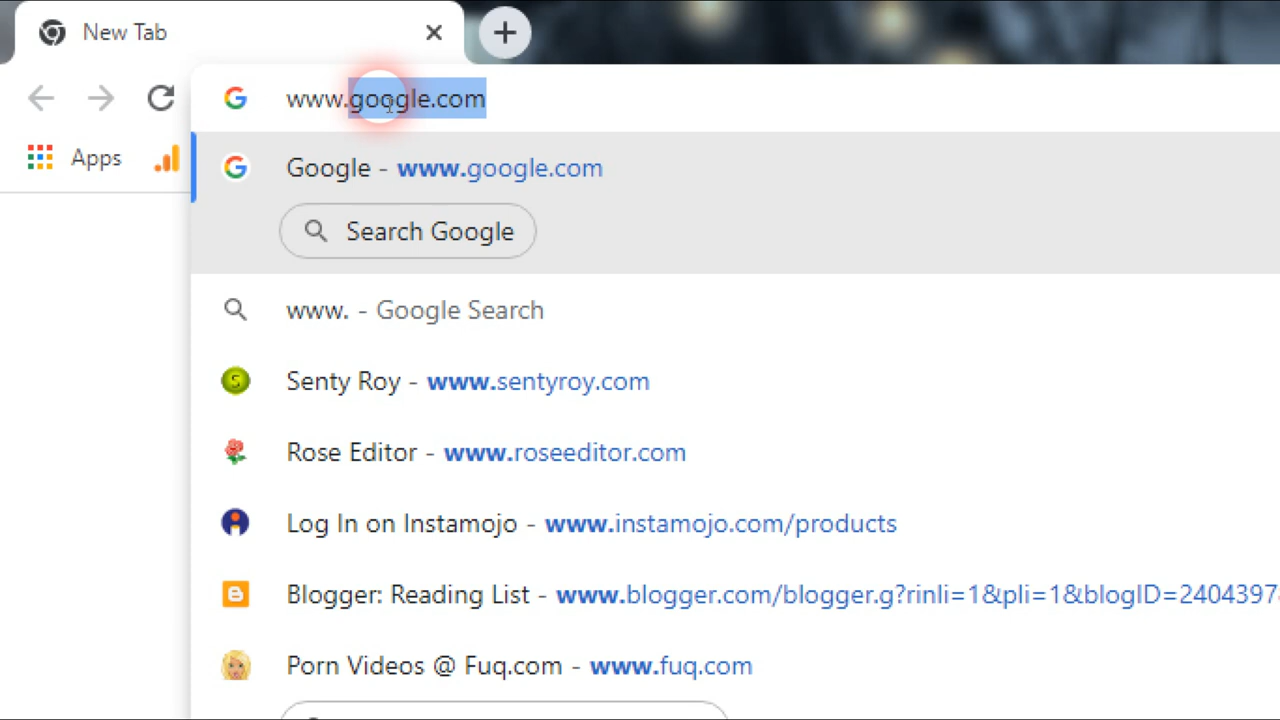 New Tab
www.google.com
Apps
Google - www.google.com
Search Google
www. - Google Search
Senty Roy - www.sentyroy.com
Rose Editor - www.roseeditor.com
Log In on Instamojo - www.instamojo.com/products
Blogger: Reading List - www.blogger.com/blogger.g?rinli=1&pli=1&blogID=2404397
Porn Videos @ Fuq.com - www.fuq.com